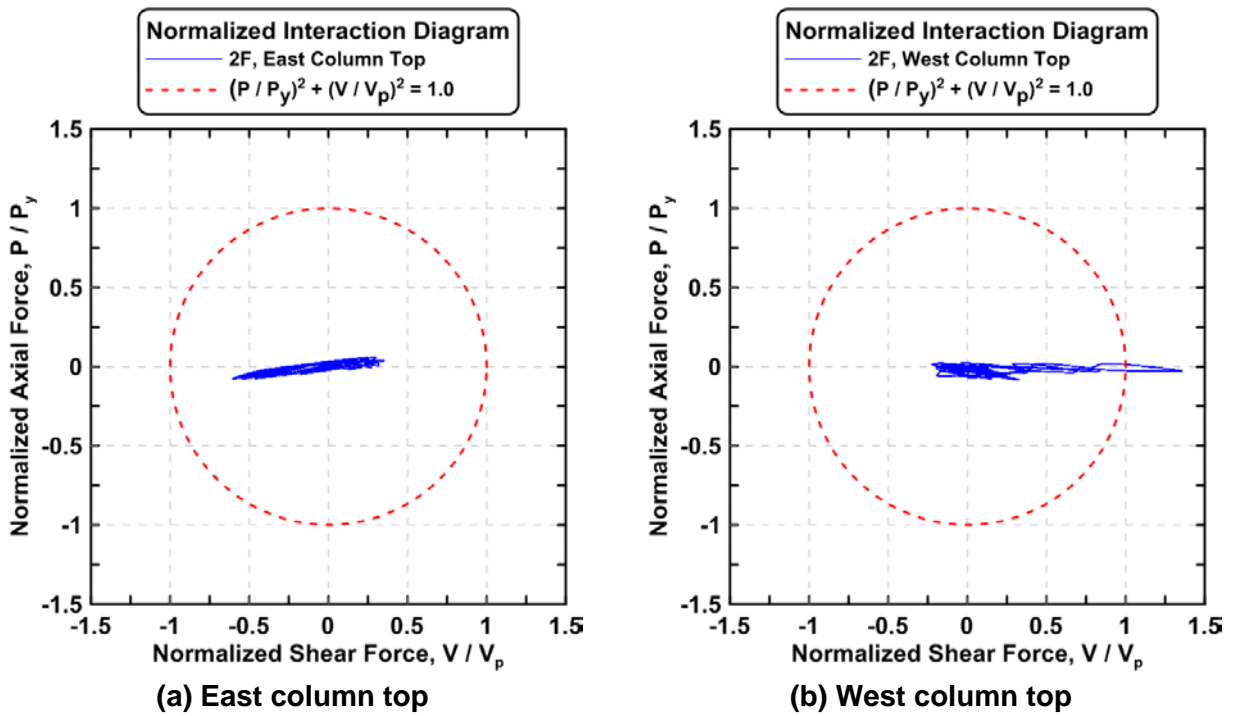 Normalized Interaction Diagram
2F, East Column Top
(P / Py)² + (V / Vp)² = 1.0
1.5
1
0.5
0
-0.5
-1
-1.5
Normalized Axial Force, P / Py
-1.5 -1 -0.5 0 0.5 1 1.5
Normalized Shear Force, V / Vp
(a) East column top
Normalized Interaction Diagram
2F, West Column Top
(P / Py)² + (V / Vp)² = 1.0
1.5
1
0.5
0
-0.5
-1
-1.5
Normalized Axial Force, P / Py
-1.5 -1 -0.5 0 0.5 1 1.5
Normalized Shear Force, V / Vp
(b) West column top